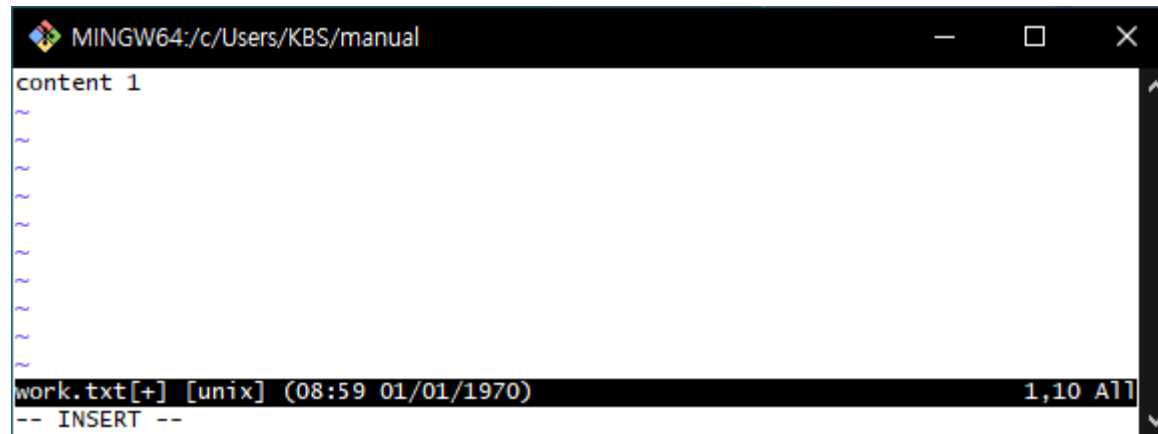 MINGW64:/c/Users/KBS/manual
content 1
~
~
~
~
~
~
~
~
~
~
work.txt[+] [unix] (08:59 01/01/1970) 1,10 All
-- INSERT --